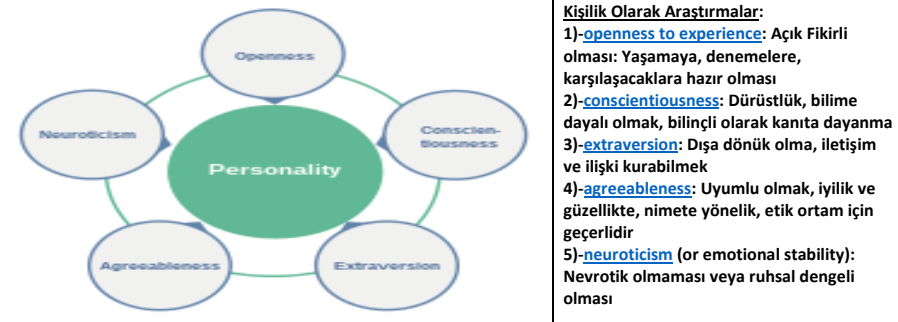 Openness
Neuroticism
Conscien-
tiousness
Personality
Agreeableness
Extraversion
Kişilik Olarak Araştırmalar:
1)-openness to experience: Açık Fikirli
olması: Yaşamaya, denemelere,
karşılaşacaklara hazır olması
2)-conscientiousness: Dürüstlük, bilime
dayalı olmak, bilinçli olarak kanıta dayanma
3)-extraversion: Dışa dönük olma, iletişim
ve ilişki kurabilmek
4)-agreeableness: Uyumlu olmak, iyilik ve
güzellikte, nimete yönelik, etik ortam için
geçerlidir
5)-neuroticism (or emotional stability):
Nevrotik olmaması veya ruhsal dengeli
olması